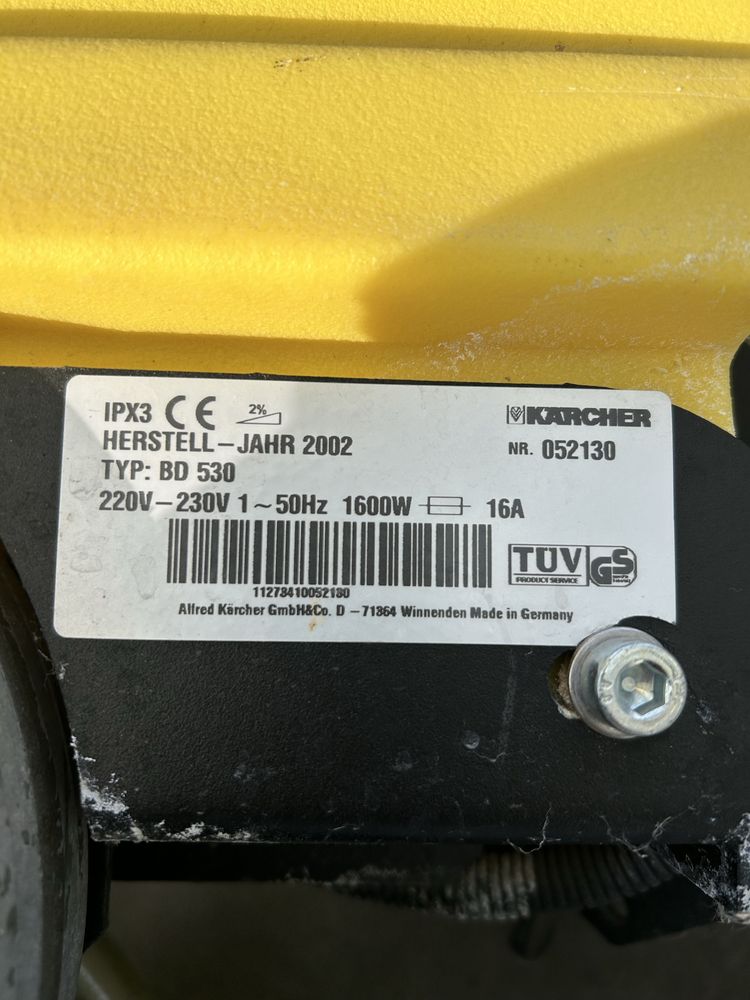 IPX3 CE 2%
KÄRCHER
HERSTELL-JAHR 2002
NR. 052130
TYP: BD 530
220V-230V 1~50Hz 1600W 16A
TÜV
PRODUCT SERVICE
GS
11273410052130
Alfred Kärcher GmbH&Co. D-71364 Winnenden Made in Germany